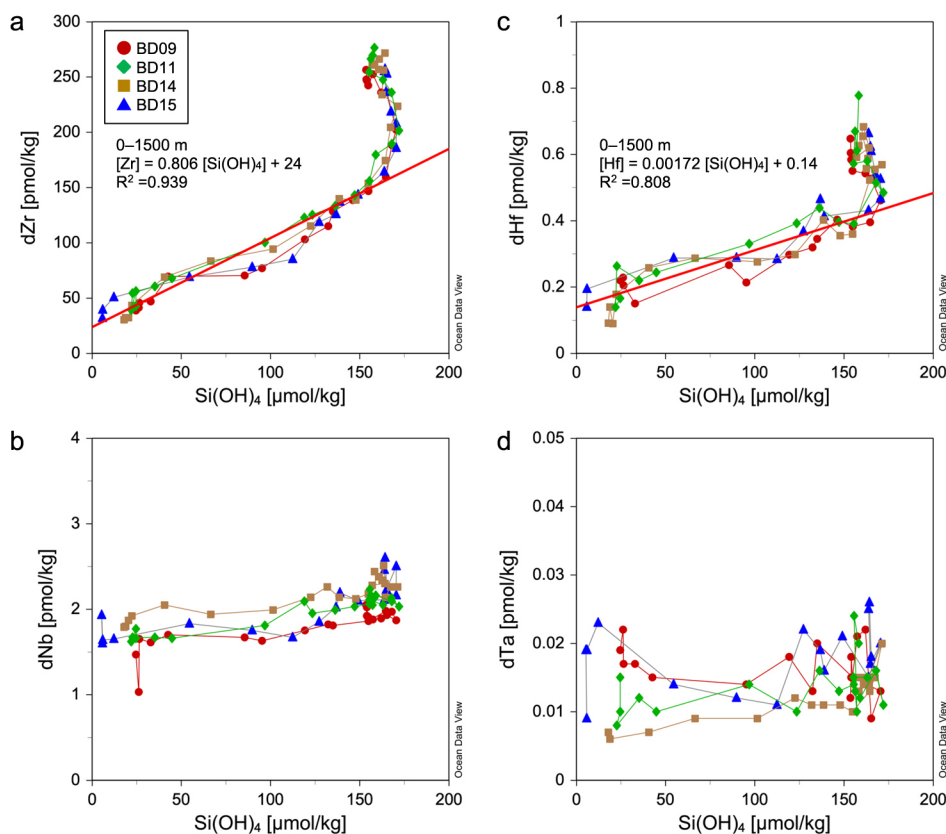 a
300
250
200
150
100
50
0
dZr [pmol/kg]
BD09
BD11
BD14
BD15
0–1500 m
[Zr] = 0.806 [Si(OH)₄] + 24
R² =0.939
0
50
100
150
200
Si(OH)₄ [µmol/kg]
Ocean Data View
c
1
0.8
0.6
0.4
0.2
0
dHf [pmol/kg]
0–1500 m
[Hf] = 0.00172 [Si(OH)₄] + 0.14
R² =0.808
0
50
100
150
200
Si(OH)₄ [µmol/kg]
Ocean Data View
b
4
3
2
1
0
dNb [pmol/kg]
0
50
100
150
200
Si(OH)₄ [µmol/kg]
Ocean Data View
d
0.05
0.04
0.03
0.02
0.01
0
dTa [pmol/kg]
0
50
100
150
200
Si(OH)₄ [µmol/kg]
Ocean Data View